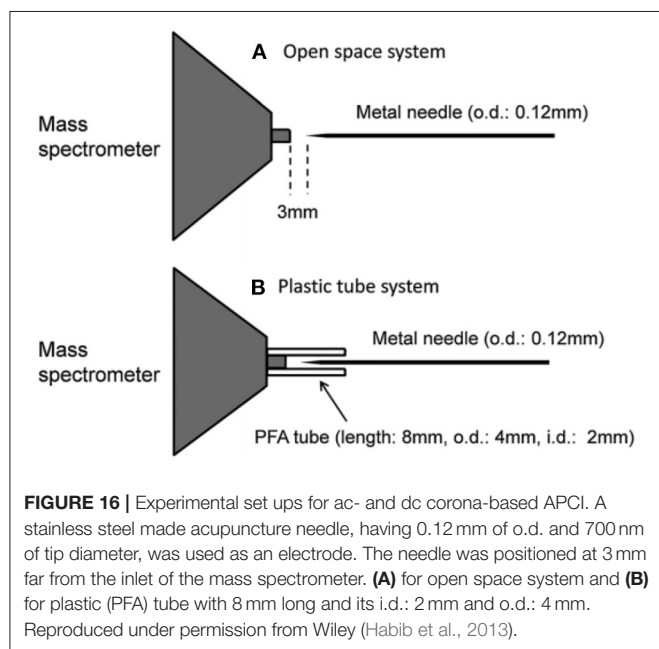 A Open space system
Mass
spectrometer
Metal needle (o.d.: 0.12mm)
3mm
B Plastic tube system
Mass
spectrometer
Metal needle (o.d.: 0.12mm)
PFA tube (length: 8mm, o.d.: 4mm, i.d.: 2mm)
FIGURE 16 | Experimental set ups for ac- and dc corona-based APCI. A
stainless steel made acupuncture needle, having 0.12 mm of o.d. and 700 nm
of tip diameter, was used as an electrode. The needle was positioned at 3 mm
far from the inlet of the mass spectrometer. (A) for open space system and (B)
for plastic (PFA) tube with 8 mm long and its i.d.: 2 mm and o.d.: 4 mm.
Reproduced under permission from Wiley (Habib et al., 2013).